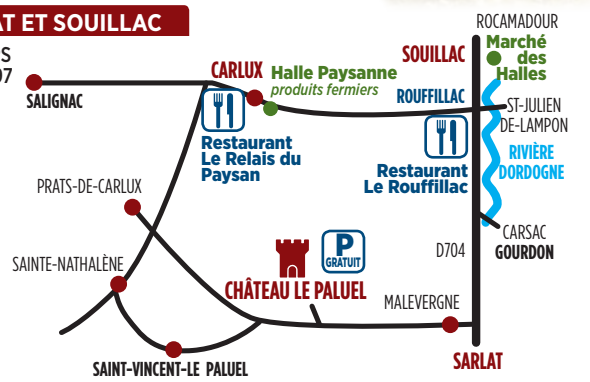 AT ET SOUILLAC
S
07
SALIGNAC
CARLUX
Halle Paysanne
produits fermiers
Restaurant
Le Relais du
Paysan
ROCAMADOUR
SOUILLAC
Marché
des
Halles
ROUFFILLAC
ST-JULIEN
DE-LAMPON
RIVIÈRE
DORDOGNE
Restaurant
Le Rouffillac
PRATS-DE-CARLUX
SAINTE-NATHALÈNE
P
GRATUIT
CHÂTEAU LE PALUEL
D704
CARSAC
GOURDON
MALEVERGNE
SAINT-VINCENT-LE PALUEL
SARLAT